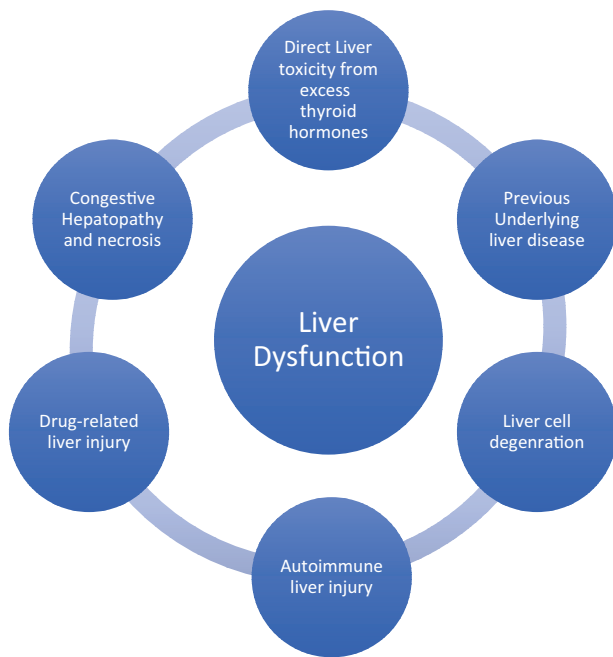 Direct Liver
toxicity from
excess
thyroid
hormones
Previous
Underlying
liver disease
Liver cell
degenration
Autoimmune
liver injury
Drug-related
liver injury
Congestive
Hepatopathy
and necrosis
Liver
Dysfunction